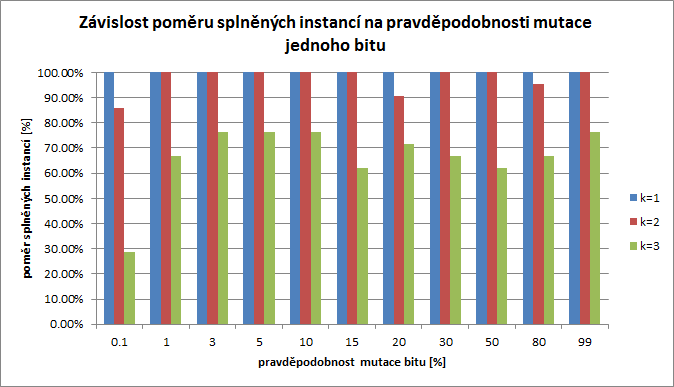 Závislost poměru splněných instancí na pravděpodobnosti mutace
jednoho bitu
100.00%
90.00%
80.00%
70.00%
60.00%
50.00%
40.00%
30.00%
20.00%
10.00%
0.00%
poměr splněných instancí [%]
0.1 1 3 5 10 15 20 30 50 80 99
pravděpodobnost mutace bitu [%]
k=1
k=2
k=3